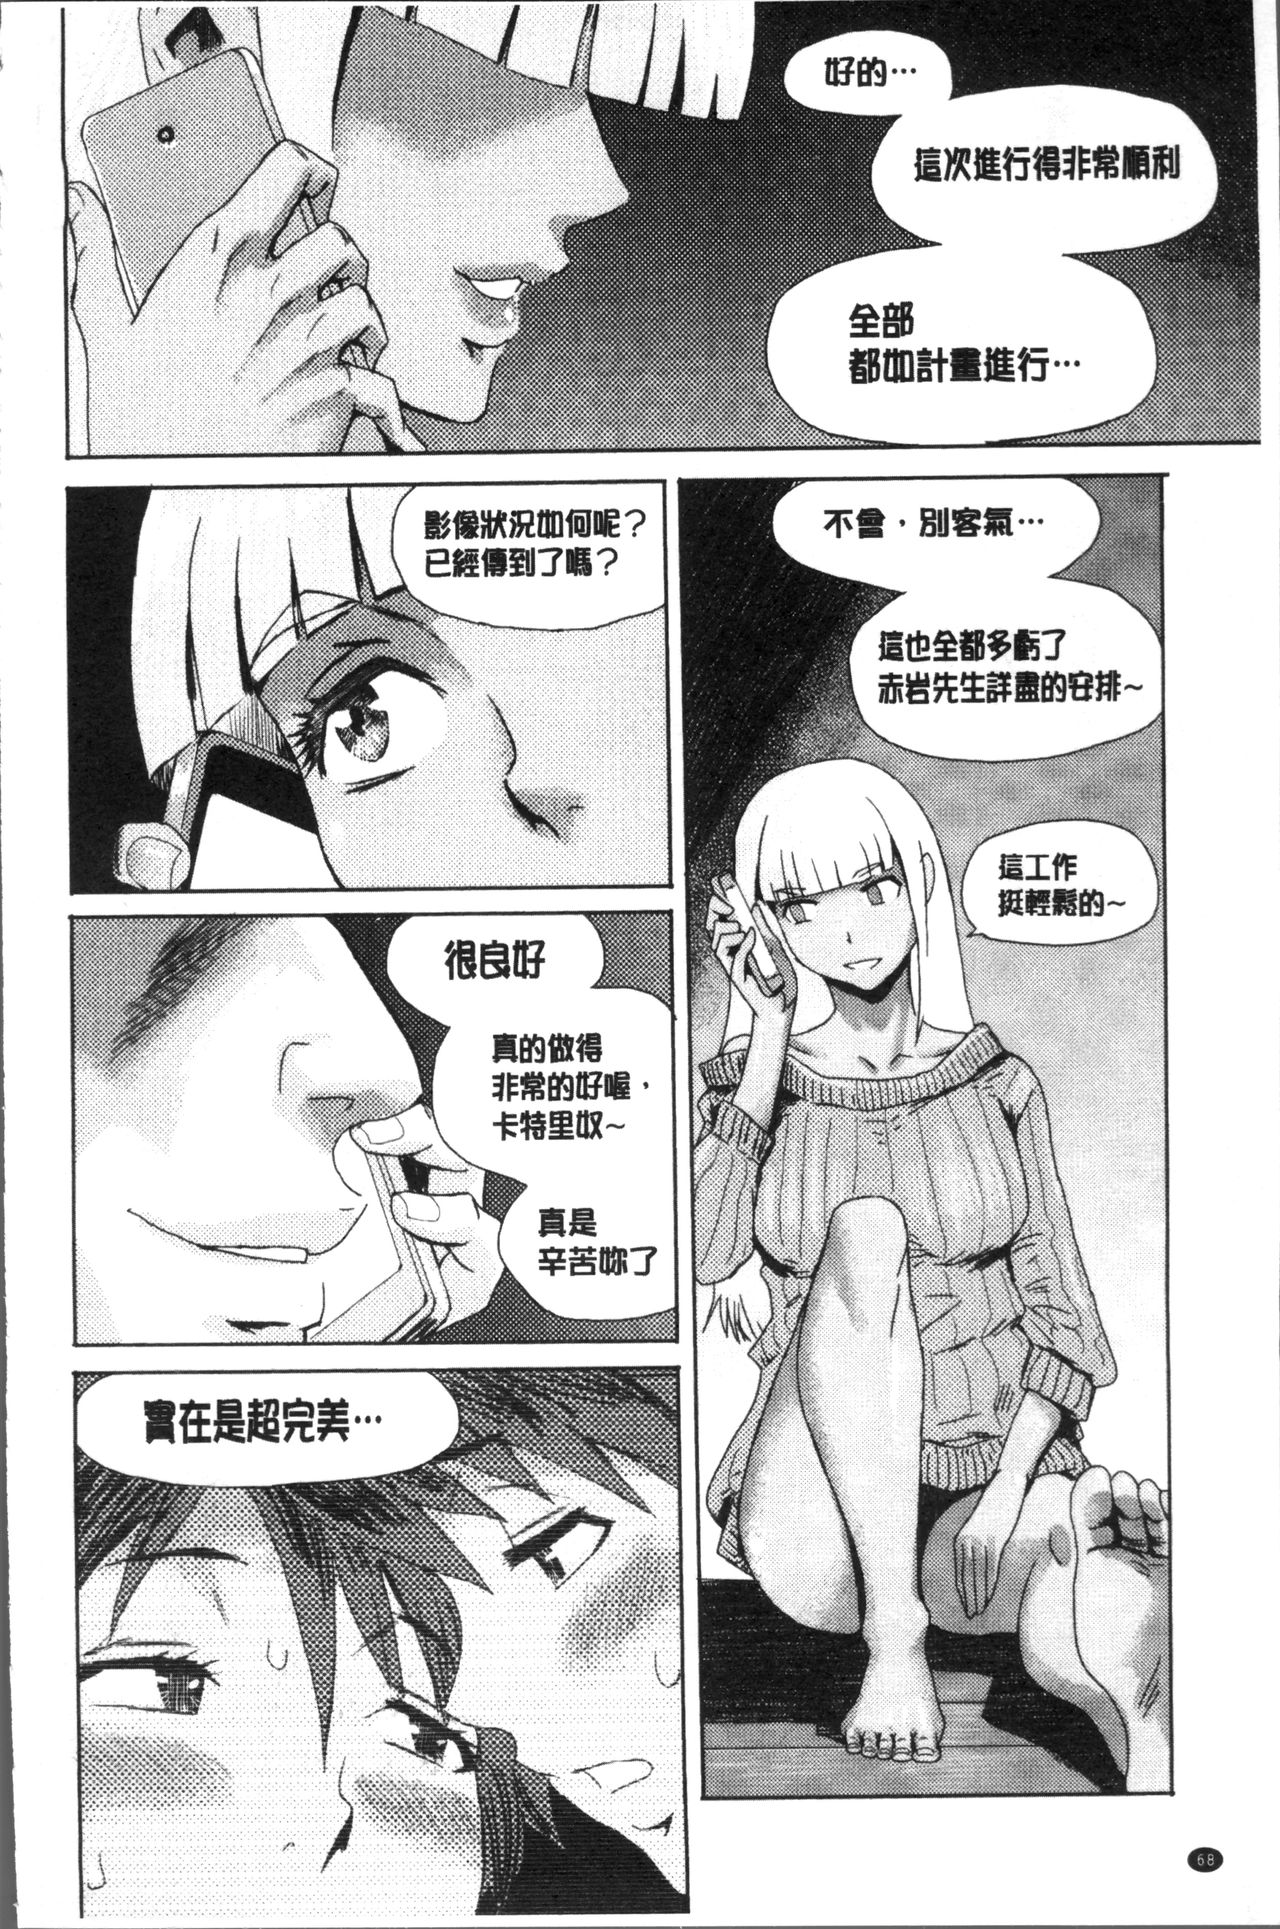 好的…
這次進行得非常順利
全部
都如計畫進行…
不會，別客氣…
這也全都多虧了
赤岩先生詳盡的安排~
這工作
挺輕鬆的~
影像狀況如何呢？
已經傳到了嗎？
很良好
真的做得
非常的好喔，
卡特里奴~
真是
辛苦妳了
實在是超完美…
68